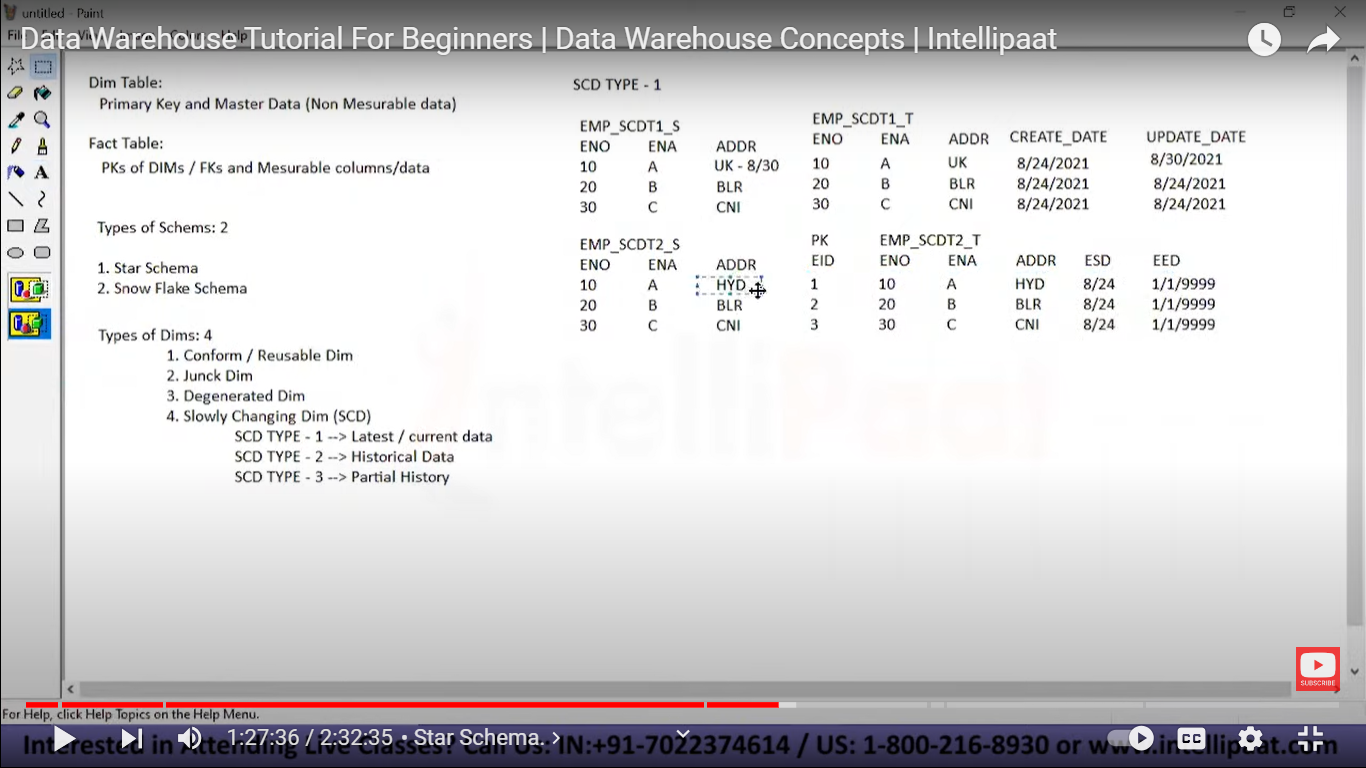 untitled - Paint
Data Warehouse Tutorial For Beginners | Data Warehouse Concepts | Intellipaat
Dim Table:
Primary Key and Master Data (Non Mesurable data)
Fact Table:
PKs of DIMs / FKs and Mesurable columns/data
Types of Schems: 2
1. Star Schema
2. Snow Flake Schema
Types of Dims: 4
1. Conform / Reusable Dim
2. Junck Dim
3. Degenerated Dim
4. Slowly Changing Dim (SCD)
SCD TYPE - 1 --> Latest / current data
SCD TYPE - 2 --> Historical Data
SCD TYPE - 3 --> Partial History
SCD TYPE - 1
EMP_SCDT1_S
ENO ENA ADDR
10 A UK - 8/30
20 B BLR
30 C CNI
EMP_SCDT1_T
ENO ENA ADDR CREATE_DATE UPDATE_DATE
10 A UK 8/24/2021 8/30/2021
20 B BLR 8/24/2021 8/24/2021
30 C CNI 8/24/2021 8/24/2021
EMP_SCDT2_S
ENO ENA ADDR
10 A HYD
20 B BLR
30 C CNI
PK EMP_SCDT2_T
EID ENO ENA ADDR ESD EED
1 10 A HYD 8/24 1/1/9999
2 20 B BLR 8/24 1/1/9999
3 30 C CNI 8/24 1/1/9999
IntelliPaat
SUBSCRIBE
For Help, click Help Topics on the Help Menu.
Interested in Attending Live Classes? Call Us: IN:+91-7022374614 / US: 1-800-216-8930 or www.intellipaat.com
1:27:36 / 2:32:35 • Star Schema. >
CC